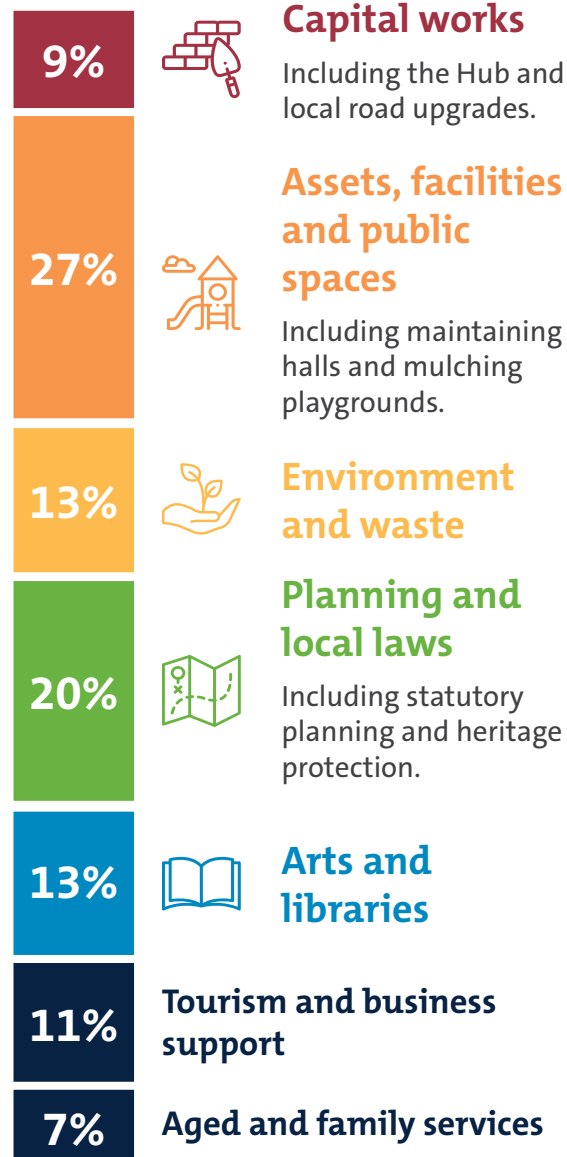 9%
Capital works
Including the Hub and
local road upgrades.
27%
Assets, facilities
and public
spaces
Including maintaining
halls and mulching
playgrounds.
13%
Environment
and waste
20%
Planning and
local laws
Including statutory
planning and heritage
protection.
13%
Arts and
libraries
11%
Tourism and business
support
7%
Aged and family services